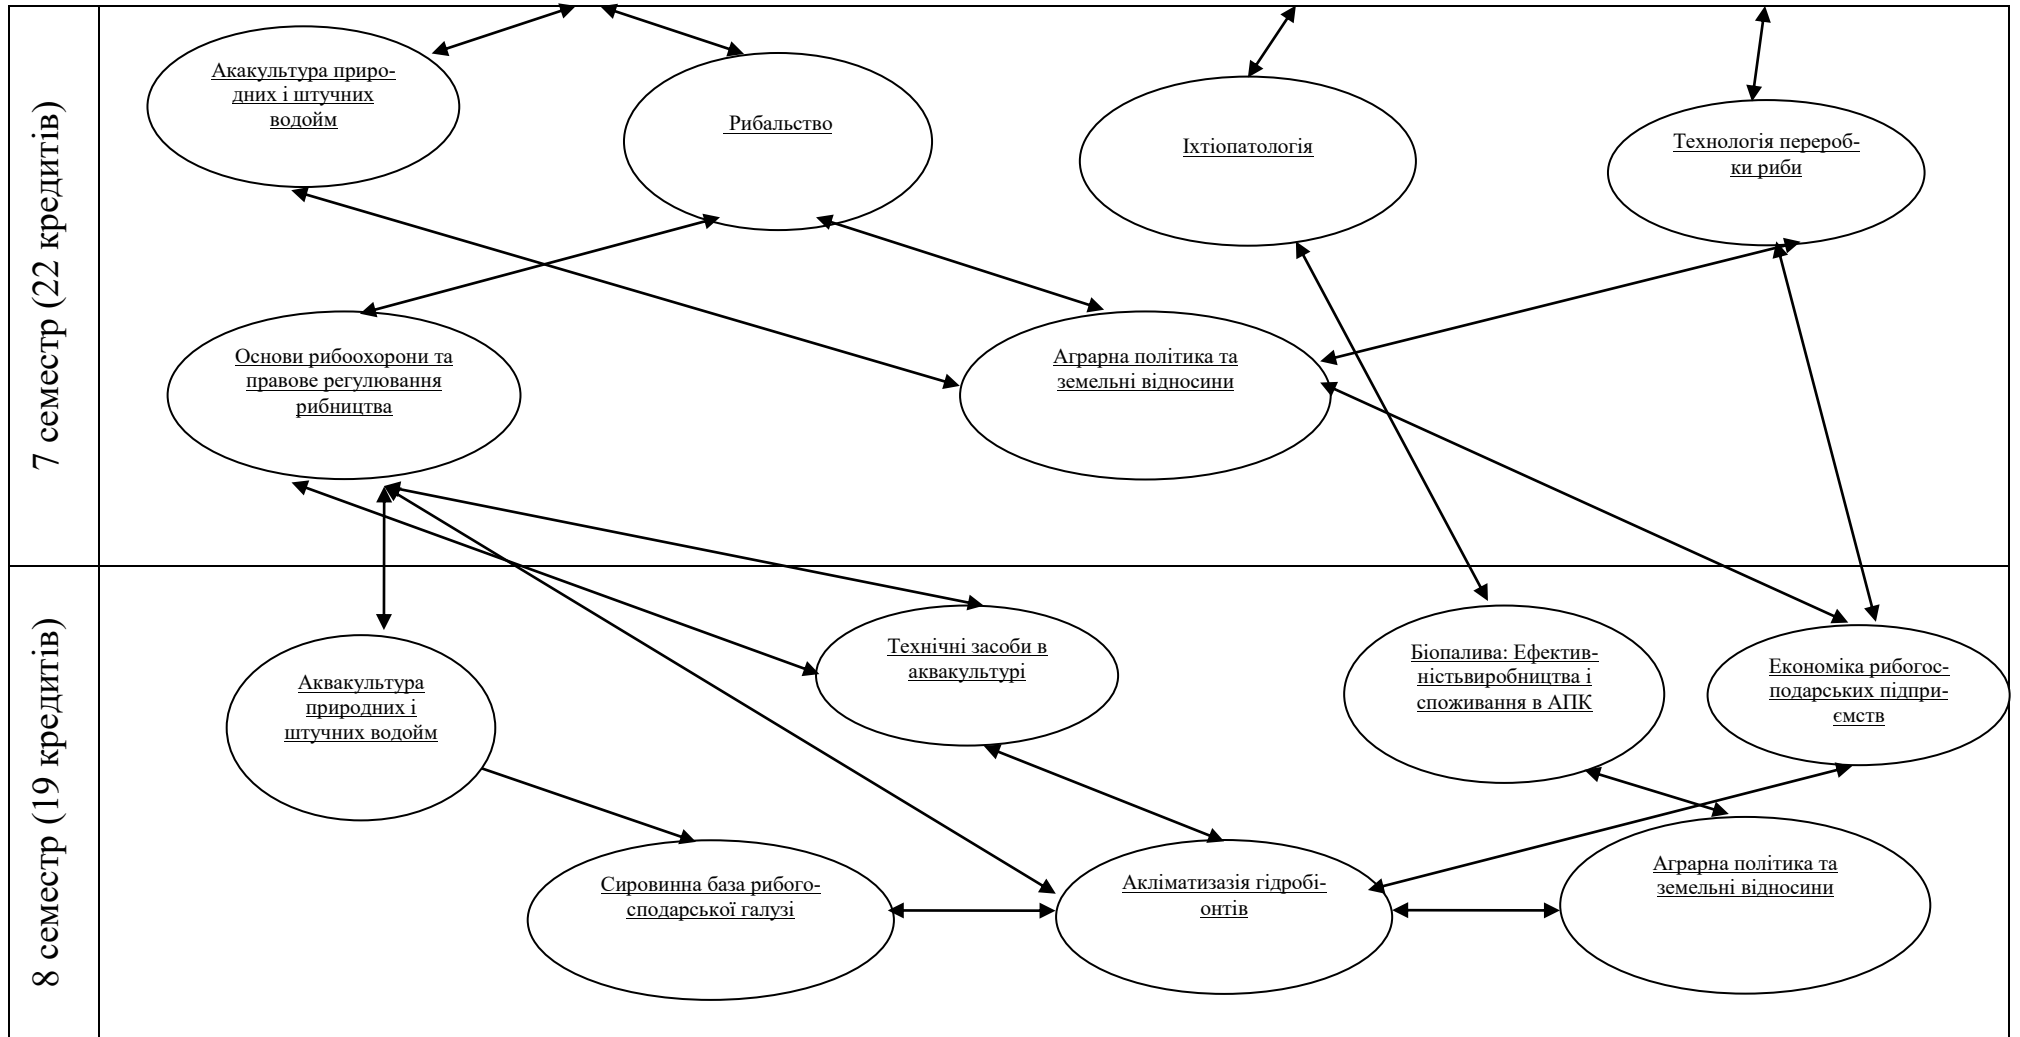 7 семестр (22 кредитів)
Акакультура приро-
дних і штучних
водойм
Рибальство
Іхтіопатологія
Технологія перероб-
ки риби
Основи рибоохорони та
правове регулювання
рибництва
Аграрна політика та
земельні відносини
8 семестр (19 кредитів)
Аквакультура
природних і
штучних водойм
Технічні засоби в
аквакультурі
Біопалива: Ефектив-
ністьвиробництва і
споживання в АПК
Економіка рибогос-
подарських підпри-
ємств
Сировинна база рибого-
сподарської галузі
Акліматизазія гідробі-
онтів
Аграрна політика та
земельні відносини